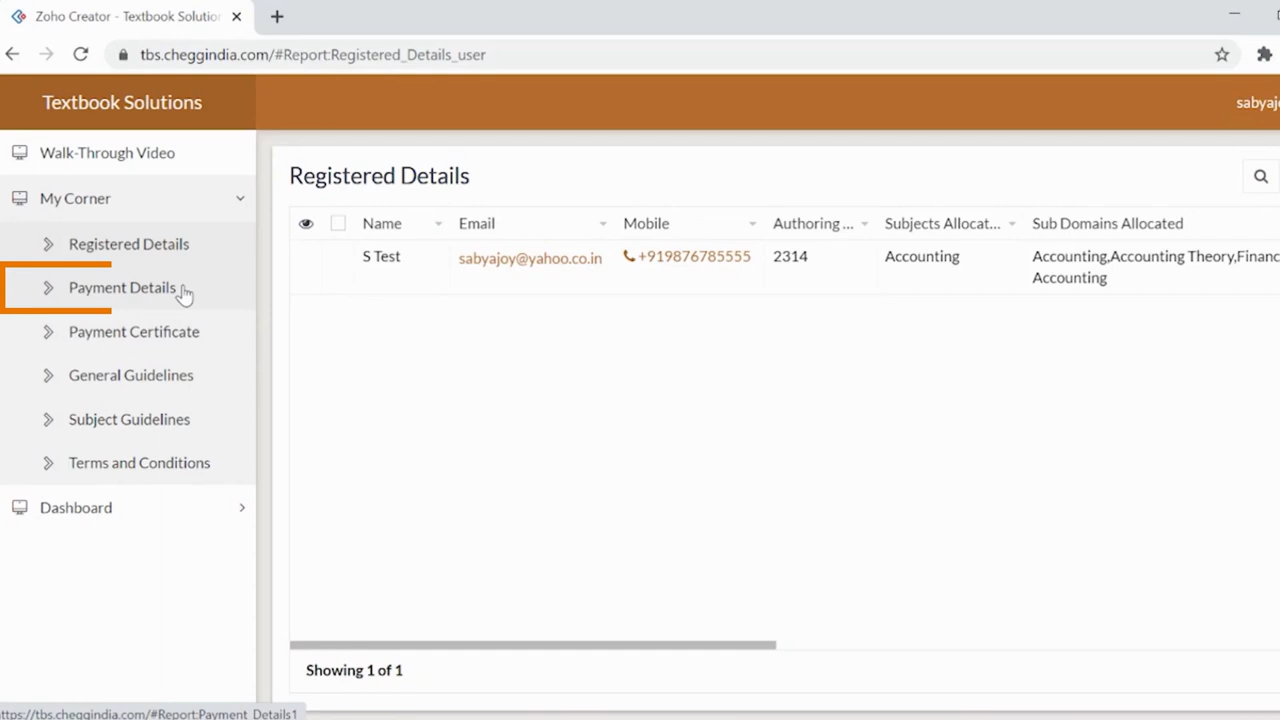 Zoho Creator - Textbook Solution
tbs.cheggindia.com/#Report:Registered_Details_user
Textbook Solutions
sabyajo
Walk-Through Video
My Corner
Registered Details
Payment Details
Payment Certificate
General Guidelines
Subject Guidelines
Terms and Conditions
Dashboard
Registered Details
Name Email Mobile Authoring ... Subjects Allocat... Sub Domains Allocated
S Test sabyajoy@yahoo.co.in +919876785555 2314 Accounting Accounting,Accounting Theory,Financ
Accounting
Showing 1 of 1
https://tbs.cheggindia.com/#Report:Payment_Details1